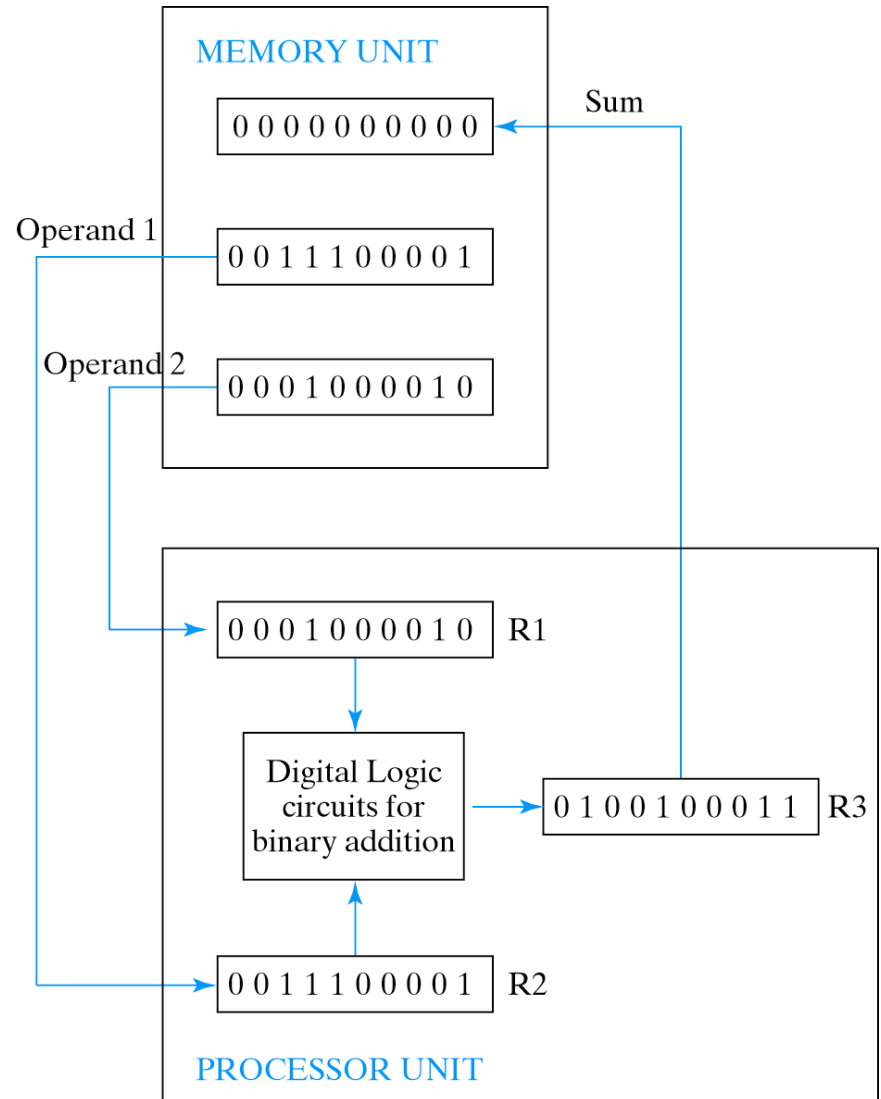 MEMORY UNIT
Sum
0 0 0 0 0 0 0 0 0 0
Operand 1
0 0 1 1 1 0 0 0 0 1
Operand 2
0 0 0 1 0 0 0 0 1 0
0 0 0 1 0 0 0 0 1 0 R1
Digital Logic
circuits for
binary addition
0 1 0 0 1 0 0 0 1 1 R3
0 0 1 1 1 0 0 0 0 1 R2
PROCESSOR UNIT